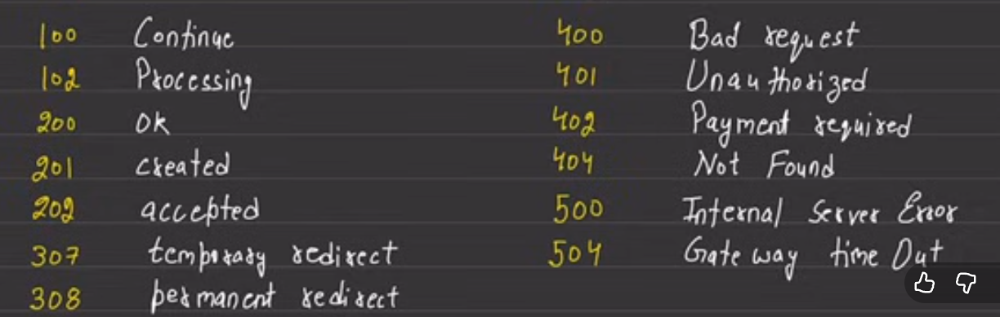 100 Continue
102 Processing
200 OK
201 created
202 accepted
307 temporary redirect
308 permanent redirect
400 Bad request
401 Unauthorized
402 Payment required
404 Not Found
500 Internal Server Error
504 Gate way time Out